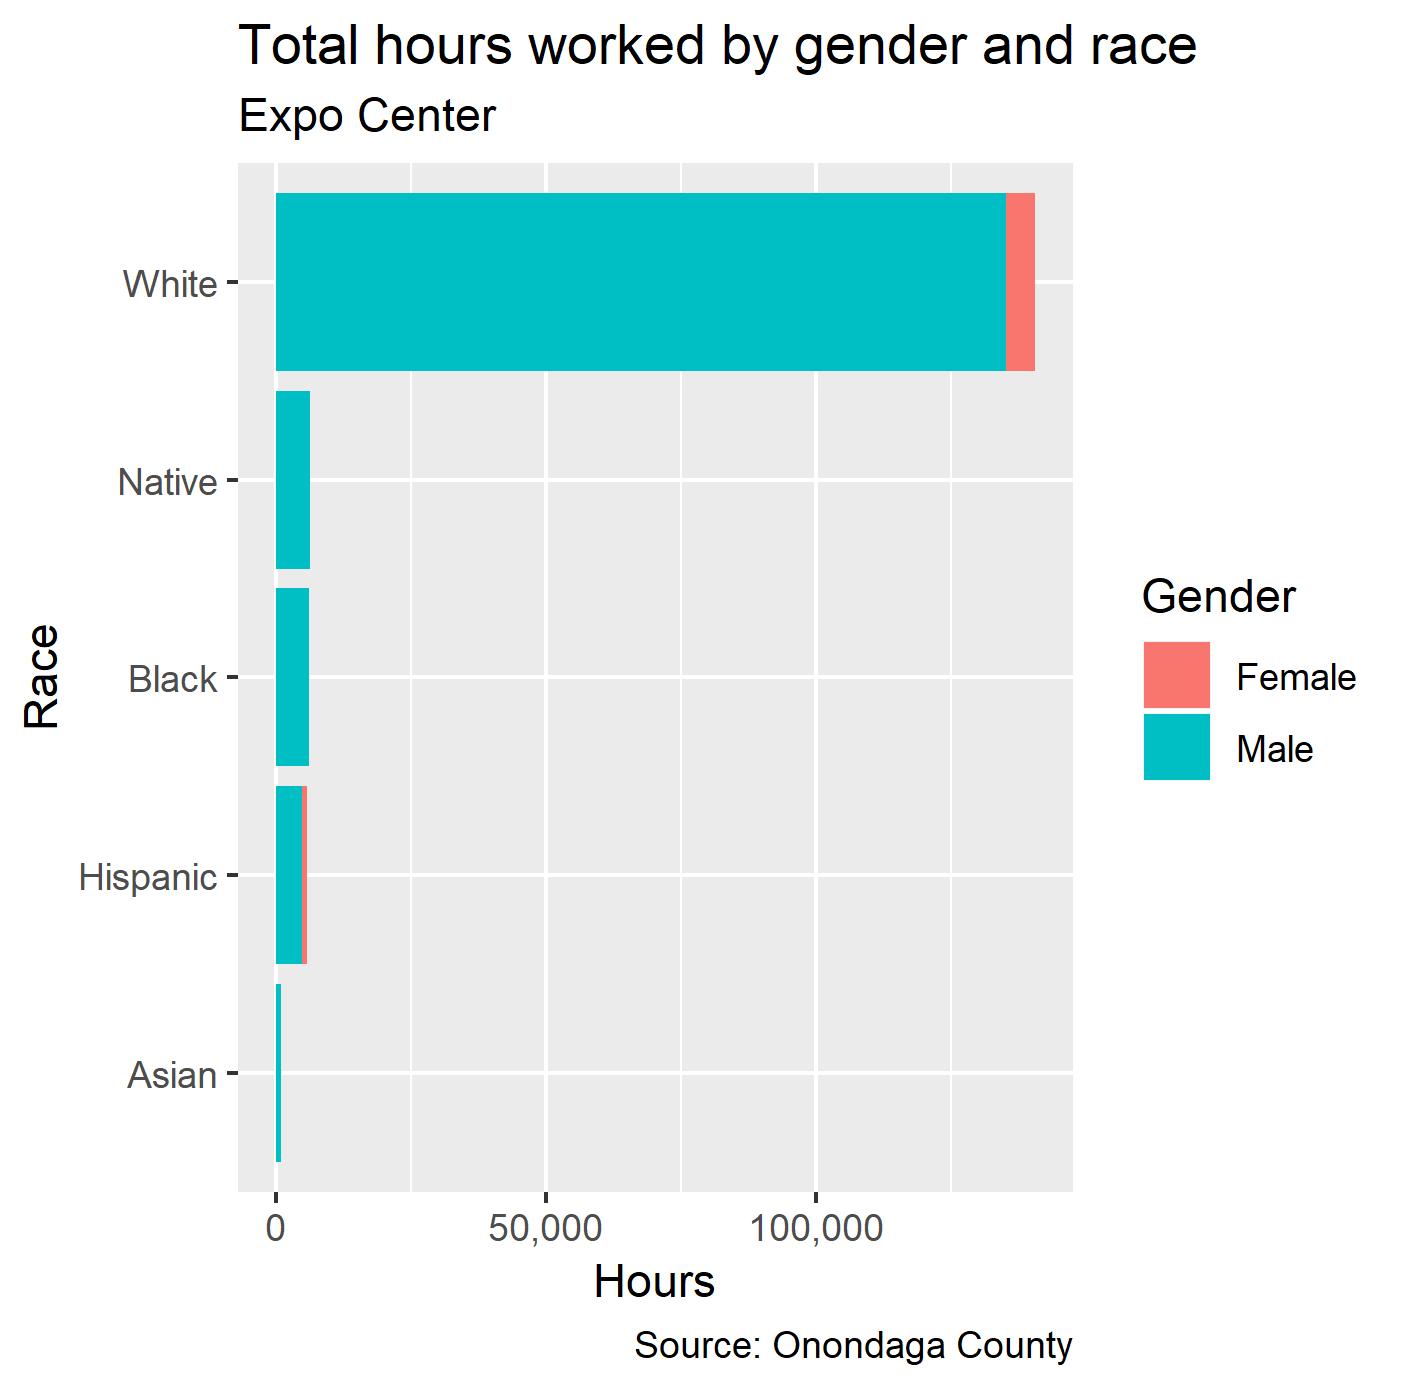 Total hours worked by gender and race
Expo Center
White
Native
Black
Hispanic
Asian
Race
0 50,000 100,000
Hours
Gender
Female
Male
Source: Onondaga County